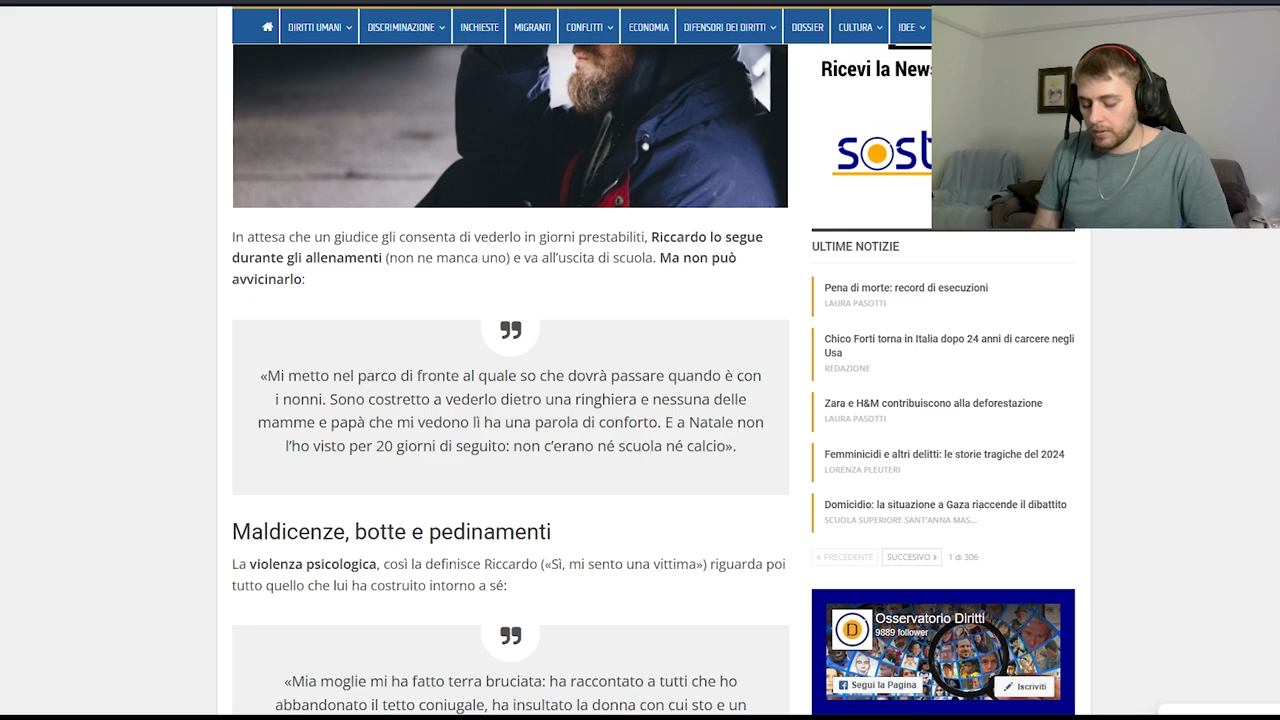 DIRITTI UMANI
DISCRIMINAZIONE
INCHIESTE
MIGRANTI
CONFLITTI
ECONOMIA
DIFENSORI DEI DIRITTI
DOSSIER
CULTURA
IDEE
In attesa che un giudice gli consenta di vederlo in giorni prestabiliti, Riccardo lo segue
durante gli allenamenti (non ne manca uno) e va all'uscita di scuola. Ma non può
avvicinarlo:
«Mi metto nel parco di fronte al quale so che dovrà passare quando è con
i nonni. Sono costretto a vederlo dietro una ringhiera e nessuna delle
mamme e papà che mi vedono lì ha una parola di conforto. E a Natale non
l'ho visto per 20 giorni di seguito: non c'erano né scuola né calcio».
Maldicenze, botte e pedinamenti
La violenza psicologica, così la definisce Riccardo («Sì, mi sento una vittima») riguarda poi
tutto quello che lui ha costruito intorno a sé:
«Mia moglie mi ha fatto terra bruciata: ha raccontato a tutti che ho
abbandonato il tetto coniugale, ha insultato la donna con cui sto e un
Ricevi la News
sost
ULTIME NOTIZIE
Pena di morte: record di esecuzioni
LAURA PASOTTI
Chico Forti torna in Italia dopo 24 anni di carcere negli
Usa
REDAZIONE
Zara e H&M contribuiscono alla deforestazione
LAURA PASOTTI
Femminicidi e altri delitti: le storie tragiche del 2024
LORENZA PLEUTERI
Domicidio: la situazione a Gaza riaccende il dibattito
SCUOLA SUPERIORE SANT'ANNA MAS...
PRECEDENTE
SUCCESIVO
1 di 306
Osservatorio Diritti
9889 follower
Segui la Pagina
Iscriviti